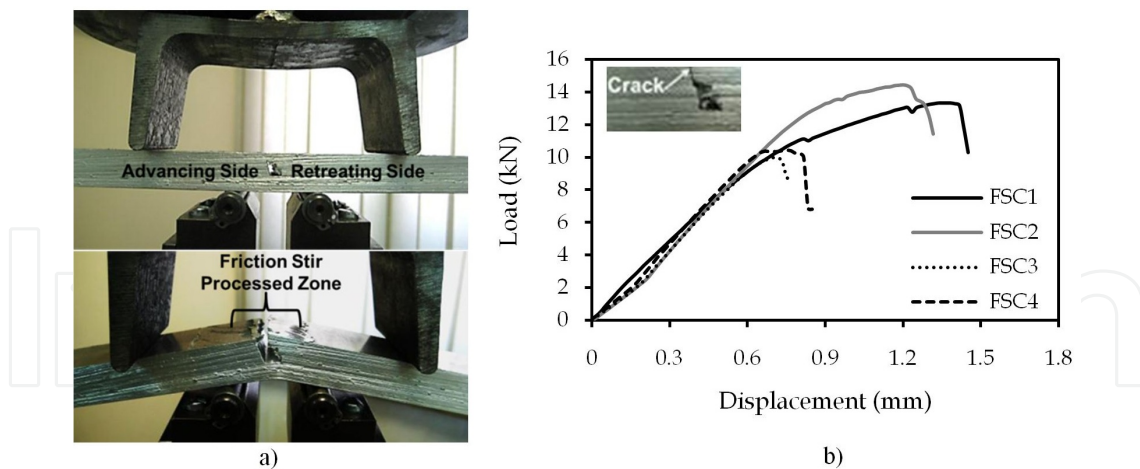 Advancing Side
Retreating Side
Friction Stir
Processed Zone
a)
Load (kN)
16
14
12
10
8
6
4
2
0
Crack
FSC1
FSC2
FSC3
FSC4
0 0.3 0.6 0.9 1.2 1.5 1.8
Displacement (mm)
b)